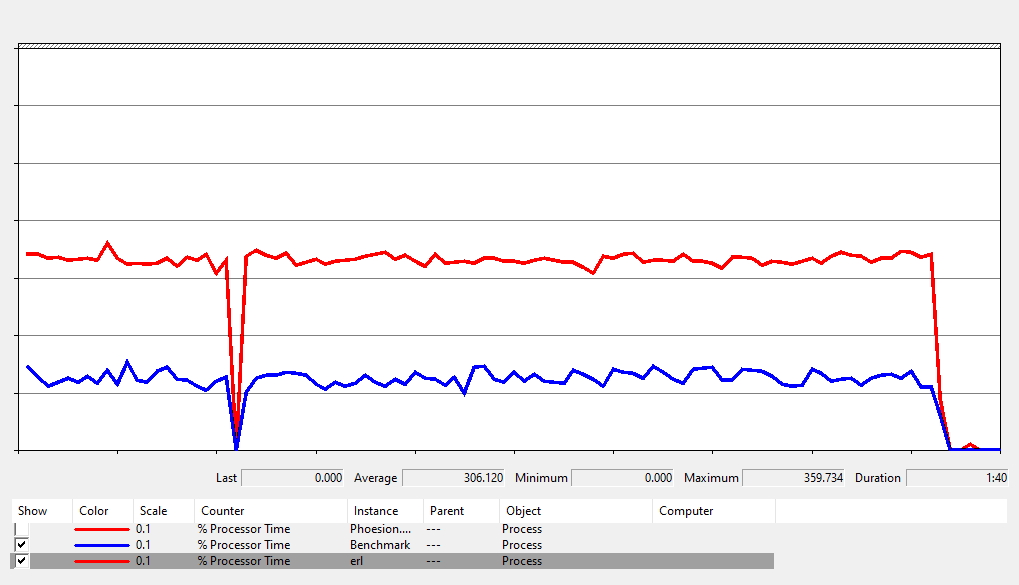 Last 0.000 Average 306.120 Minimum 0.000 Maximum 359.734 Duration 1:40
Show Color Scale Counter Instance Parent Object Computer
0.1 % Processor Time Phoesion.... --- Process
0.1 % Processor Time Benchmark --- Process
0.1 % Processor Time erl --- Process